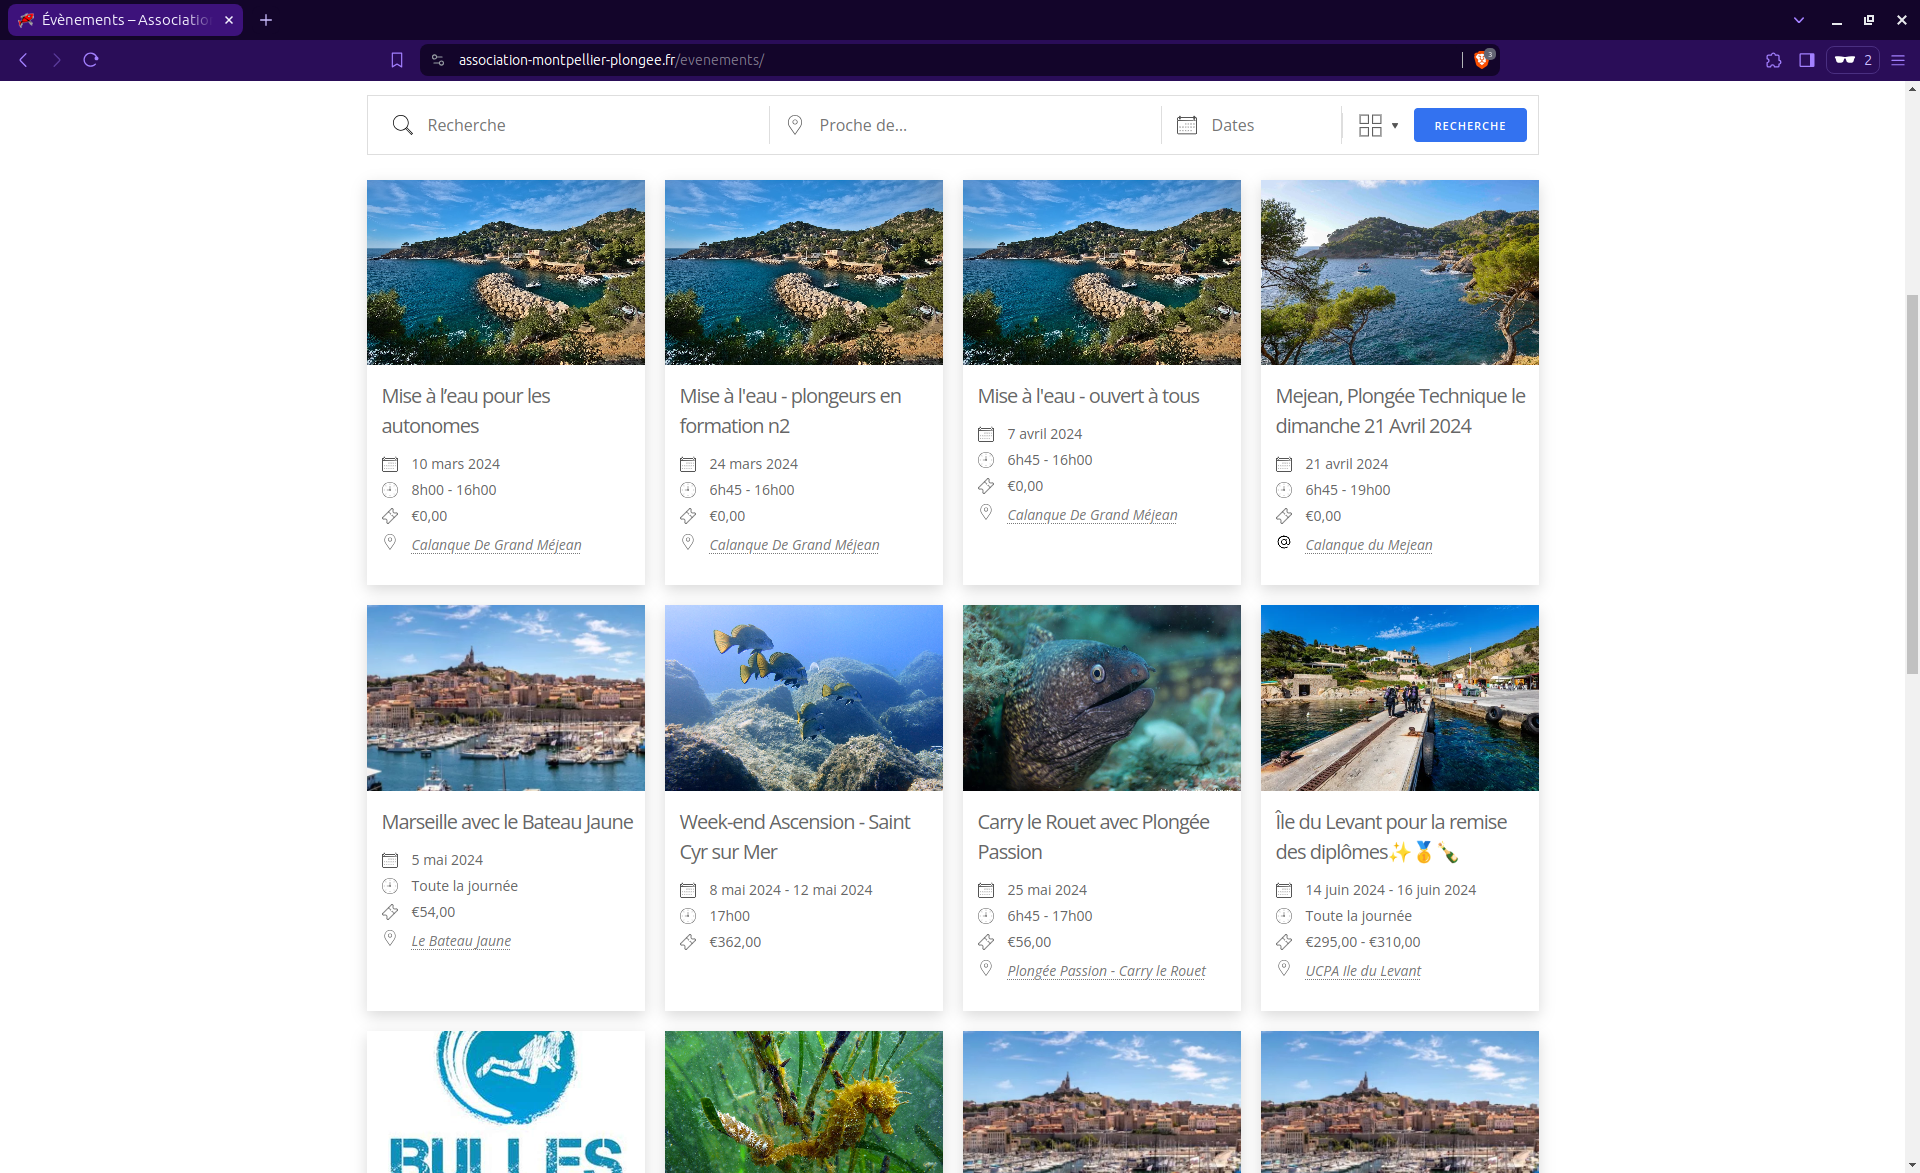 Évènements – Associatio
association-montpellier-plongee.fr/evenements/
3
2
Recherche
Proche de...
Dates
RECHERCHE
Mise à l’eau pour les
autonomes
10 mars 2024
8h00 - 16h00
€0,00
Calanque De Grand Méjean
Mise à l'eau - plongeurs en
formation n2
24 mars 2024
6h45 - 16h00
€0,00
Calanque De Grand Méjean
Mise à l'eau - ouvert à tous
7 avril 2024
6h45 - 16h00
€0,00
Calanque De Grand Méjean
Mejean, Plongée Technique le
dimanche 21 Avril 2024
21 avril 2024
6h45 - 19h00
€0,00
Calanque du Mejean
Marseille avec le Bateau Jaune
5 mai 2024
Toute la journée
€54,00
Le Bateau Jaune
Week-end Ascension - Saint
Cyr sur Mer
8 mai 2024 - 12 mai 2024
17h00
€362,00
Carry le Rouet avec Plongée
Passion
25 mai 2024
6h45 - 17h00
€56,00
Plongée Passion - Carry le Rouet
Île du Levant pour la remise
des diplômes✨🥇🍾
14 juin 2024 - 16 juin 2024
Toute la journée
€295,00 - €310,00
UCPA Ile du Levant
BULLES